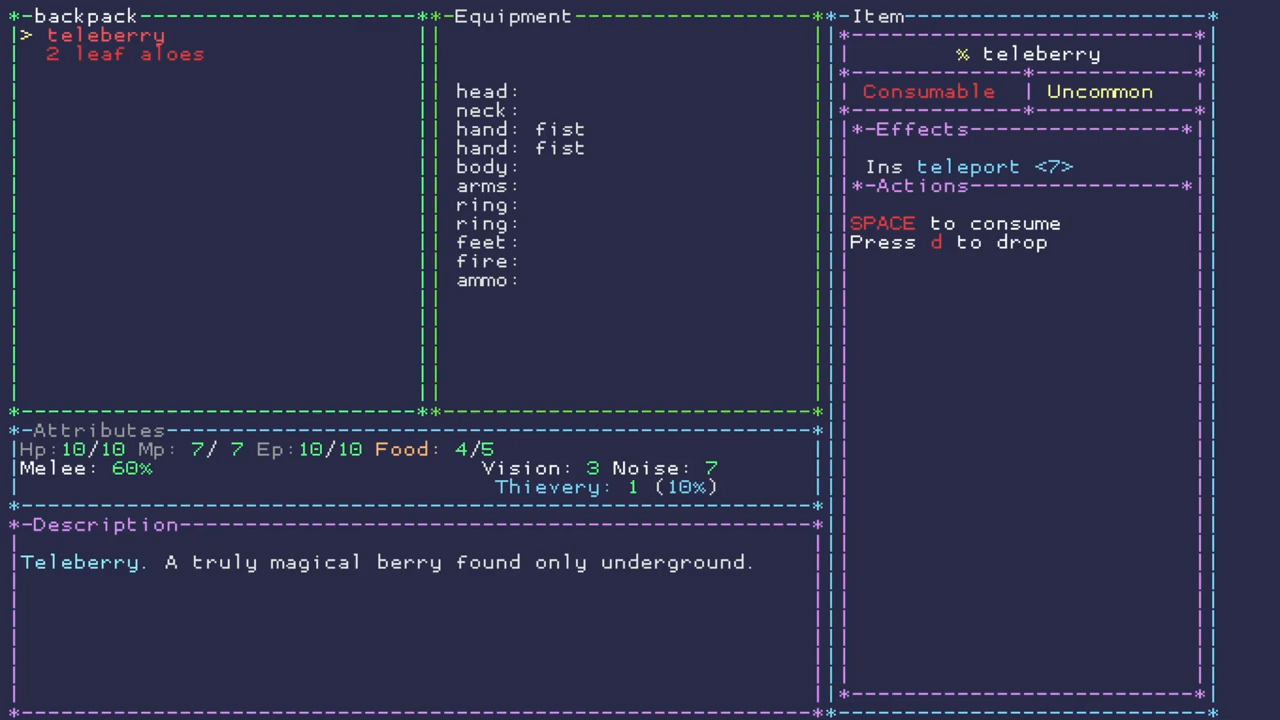 backpack
> teleberry
2 leaf aloes
Equipment
head:
neck:
hand: fist
hand: fist
body:
arms:
ring:
ring:
feet:
fire:
ammo:
Attributes
Hp:10/10 Mp: 7/ 7 Ep:10/10 Food: 4/5
Melee: 60% Vision: 3 Noise: 7
Thievery: 1 (10%)
Description
Teleberry. A truly magical berry found only underground.
Item
% teleberry
Consumable | Uncommon
Effects
Ins teleport <7>
Actions
SPACE to consume
Press d to drop